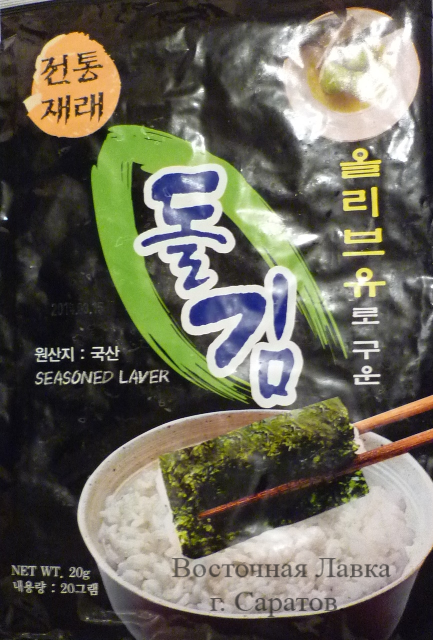 전통
재래
올리브유로 구운
돌김
원산지 : 국산
SEASONED LAVER
NET WT. 20g
내용량 : 20그램
Восточная Лавка
г. Саратов